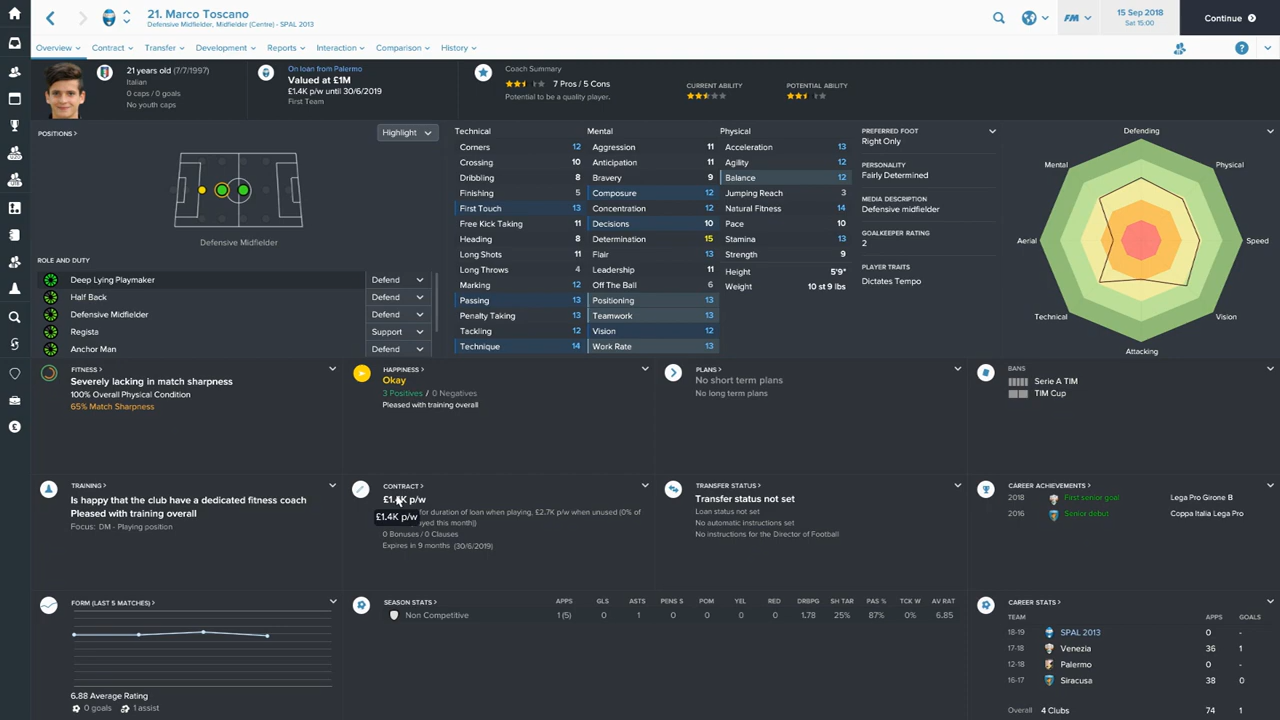 21. Marco Toscano
Defensive Midfielder, Midfielder (Centre) - SPAL 2013
FM
15 Sep 2018
Sat 15:00
Continue
Overview
Contract
Transfer
Development
Reports
Interaction
Comparison
History
?
21 years old (7/7/1997)
Italian
0 caps / 0 goals
No youth caps
On loan from Palermo
Valued at £1M
£1.4K p/w until 30/6/2019
First Team
Coach Summary
7 Pros / 5 Cons
Potential to be a quality player.
CURRENT ABILITY
POTENTIAL ABILITY
POSITIONS >
Highlight
Defensive Midfielder
ROLE AND DUTY
Deep Lying Playmaker Defend
Half Back Defend
Defensive Midfielder Defend
Regista Support
Anchor Man Defend
Technical
Corners 12
Crossing 10
Dribbling 8
Finishing 5
First Touch 13
Free Kick Taking 11
Heading 8
Long Shots 11
Long Throws 4
Marking 12
Passing 13
Penalty Taking 13
Tackling 12
Technique 14
Mental
Aggression 11
Anticipation 11
Bravery 9
Composure 12
Concentration 12
Decisions 10
Determination 15
Flair 13
Leadership 11
Off The Ball 6
Positioning 13
Teamwork 13
Vision 12
Work Rate 13
Physical
Acceleration 13
Agility 12
Balance 12
Jumping Reach 3
Natural Fitness 14
Pace 10
Stamina 13
Strength 9
Height 5'9"
Weight 10 st 9 lbs
PREFERRED FOOT
Right Only
PERSONALITY
Fairly Determined
MEDIA DESCRIPTION
Defensive midfielder
GOALKEEPER RATING
2
PLAYER TRAITS
Dictates Tempo
Defending
Physical
Speed
Vision
Attacking
Technical
Aerial
Mental
FITNESS >
Severely lacking in match sharpness
100% Overall Physical Condition
65% Match Sharpness
HAPPINESS >
Okay
3 Positives / 0 Negatives
Pleased with training overall
PLANS >
No short term plans
No long term plans
BANS
Serie A TIM
TIM Cup
TRAINING >
Is happy that the club have a dedicated fitness coach
Pleased with training overall
Focus: DM - Playing position
CONTRACT >
£1.4K p/w
£1.4K p/w
for duration of loan when playing, £2.7K p/w when unused (0% of
this month)
0 Bonuses / 0 Clauses
Expires in 9 months (30/6/2019)
TRANSFER STATUS >
Transfer status not set
Loan status not set
No automatic instructions set
No instructions for the Director of Football
CAREER ACHIEVEMENTS >
2018 First senior goal Lega Pro Girone B
2016 Senior debut Coppa Italia Lega Pro
FORM (LAST 5 MATCHES) >
6.88 Average Rating
0 goals 1 assist
SEASON STATS >
APPS GLS ASTS PENS S POM YEL RED DRBPG SH TAR PAS % TCK W AV RAT
Non Competitive 1 (5) 0 1 0 0 0 0 1.78 25% 87% 0% 6.85
CAREER STATS >
TEAM APPS GOALS
18-19 SPAL 2013 0 -
17-18 Venezia 36 1
12-18 Palermo 0 -
16-17 Siracusa 38 0
Overall 4 Clubs 74 1